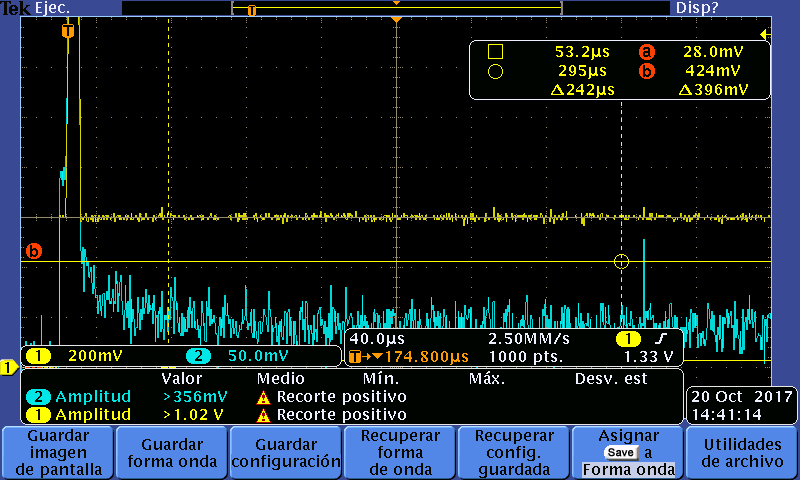 Tek Ejec. T Disp?
T
53.2µs a 28.0mV
295µs b 424mV
Δ242µs Δ396mV
b
1
1 200mV 2 50.0mV
40.0µs 2.50MM/s 1
T→▼174.800µs 1000 pts. 1.33 V
Valor Medio Mín. Máx. Desv. est
2 Amplitud >356mV Recorte positivo
1 Amplitud >1.02 V Recorte positivo
20 Oct 2017
14:41:14
Guardar
imagen
de pantalla
Guardar
forma onda
Guardar
configuración
Recuperar
forma
de onda
Recuperar
config.
guardada
Asignar
Save a
Forma onda
Utilidades
de archivo